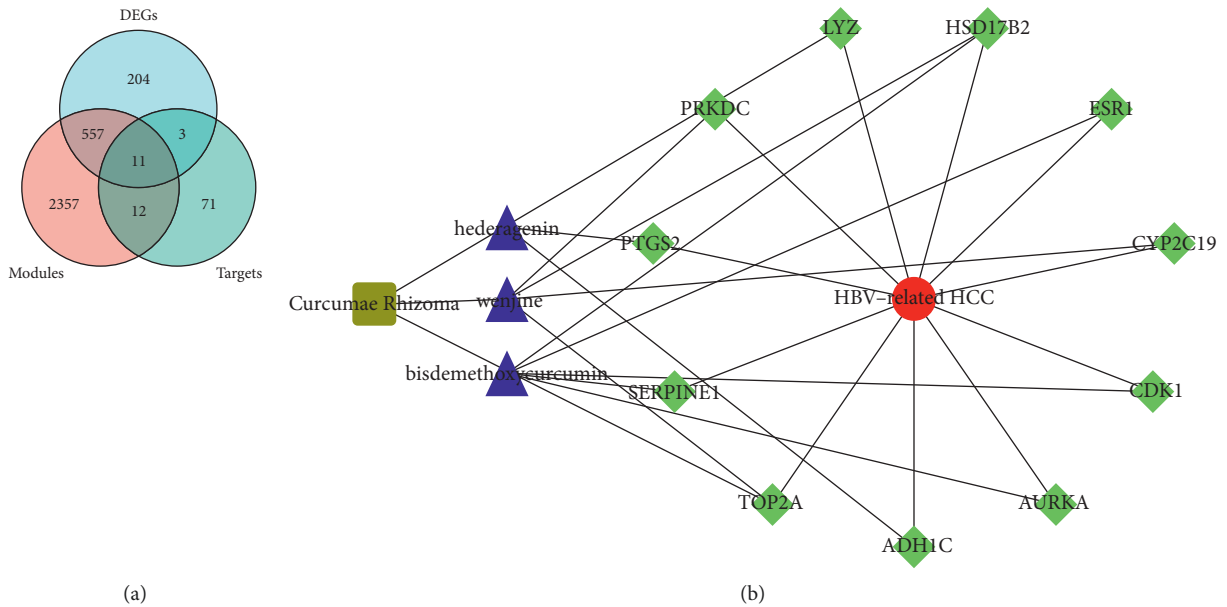 DEGs
204
557
3
11
2357
12
71
Modules
Targets
(a)
LYZ
HSD17B2
PRKDC
ESR1
hederagenin
PTGS2
CYP2C19
Curcumae Rhizoma
wenjine
HBV–related HCC
bisdemethoxycurcumin
SERPINE1
CDK1
TOP2A
AURKA
ADH1C
(b)